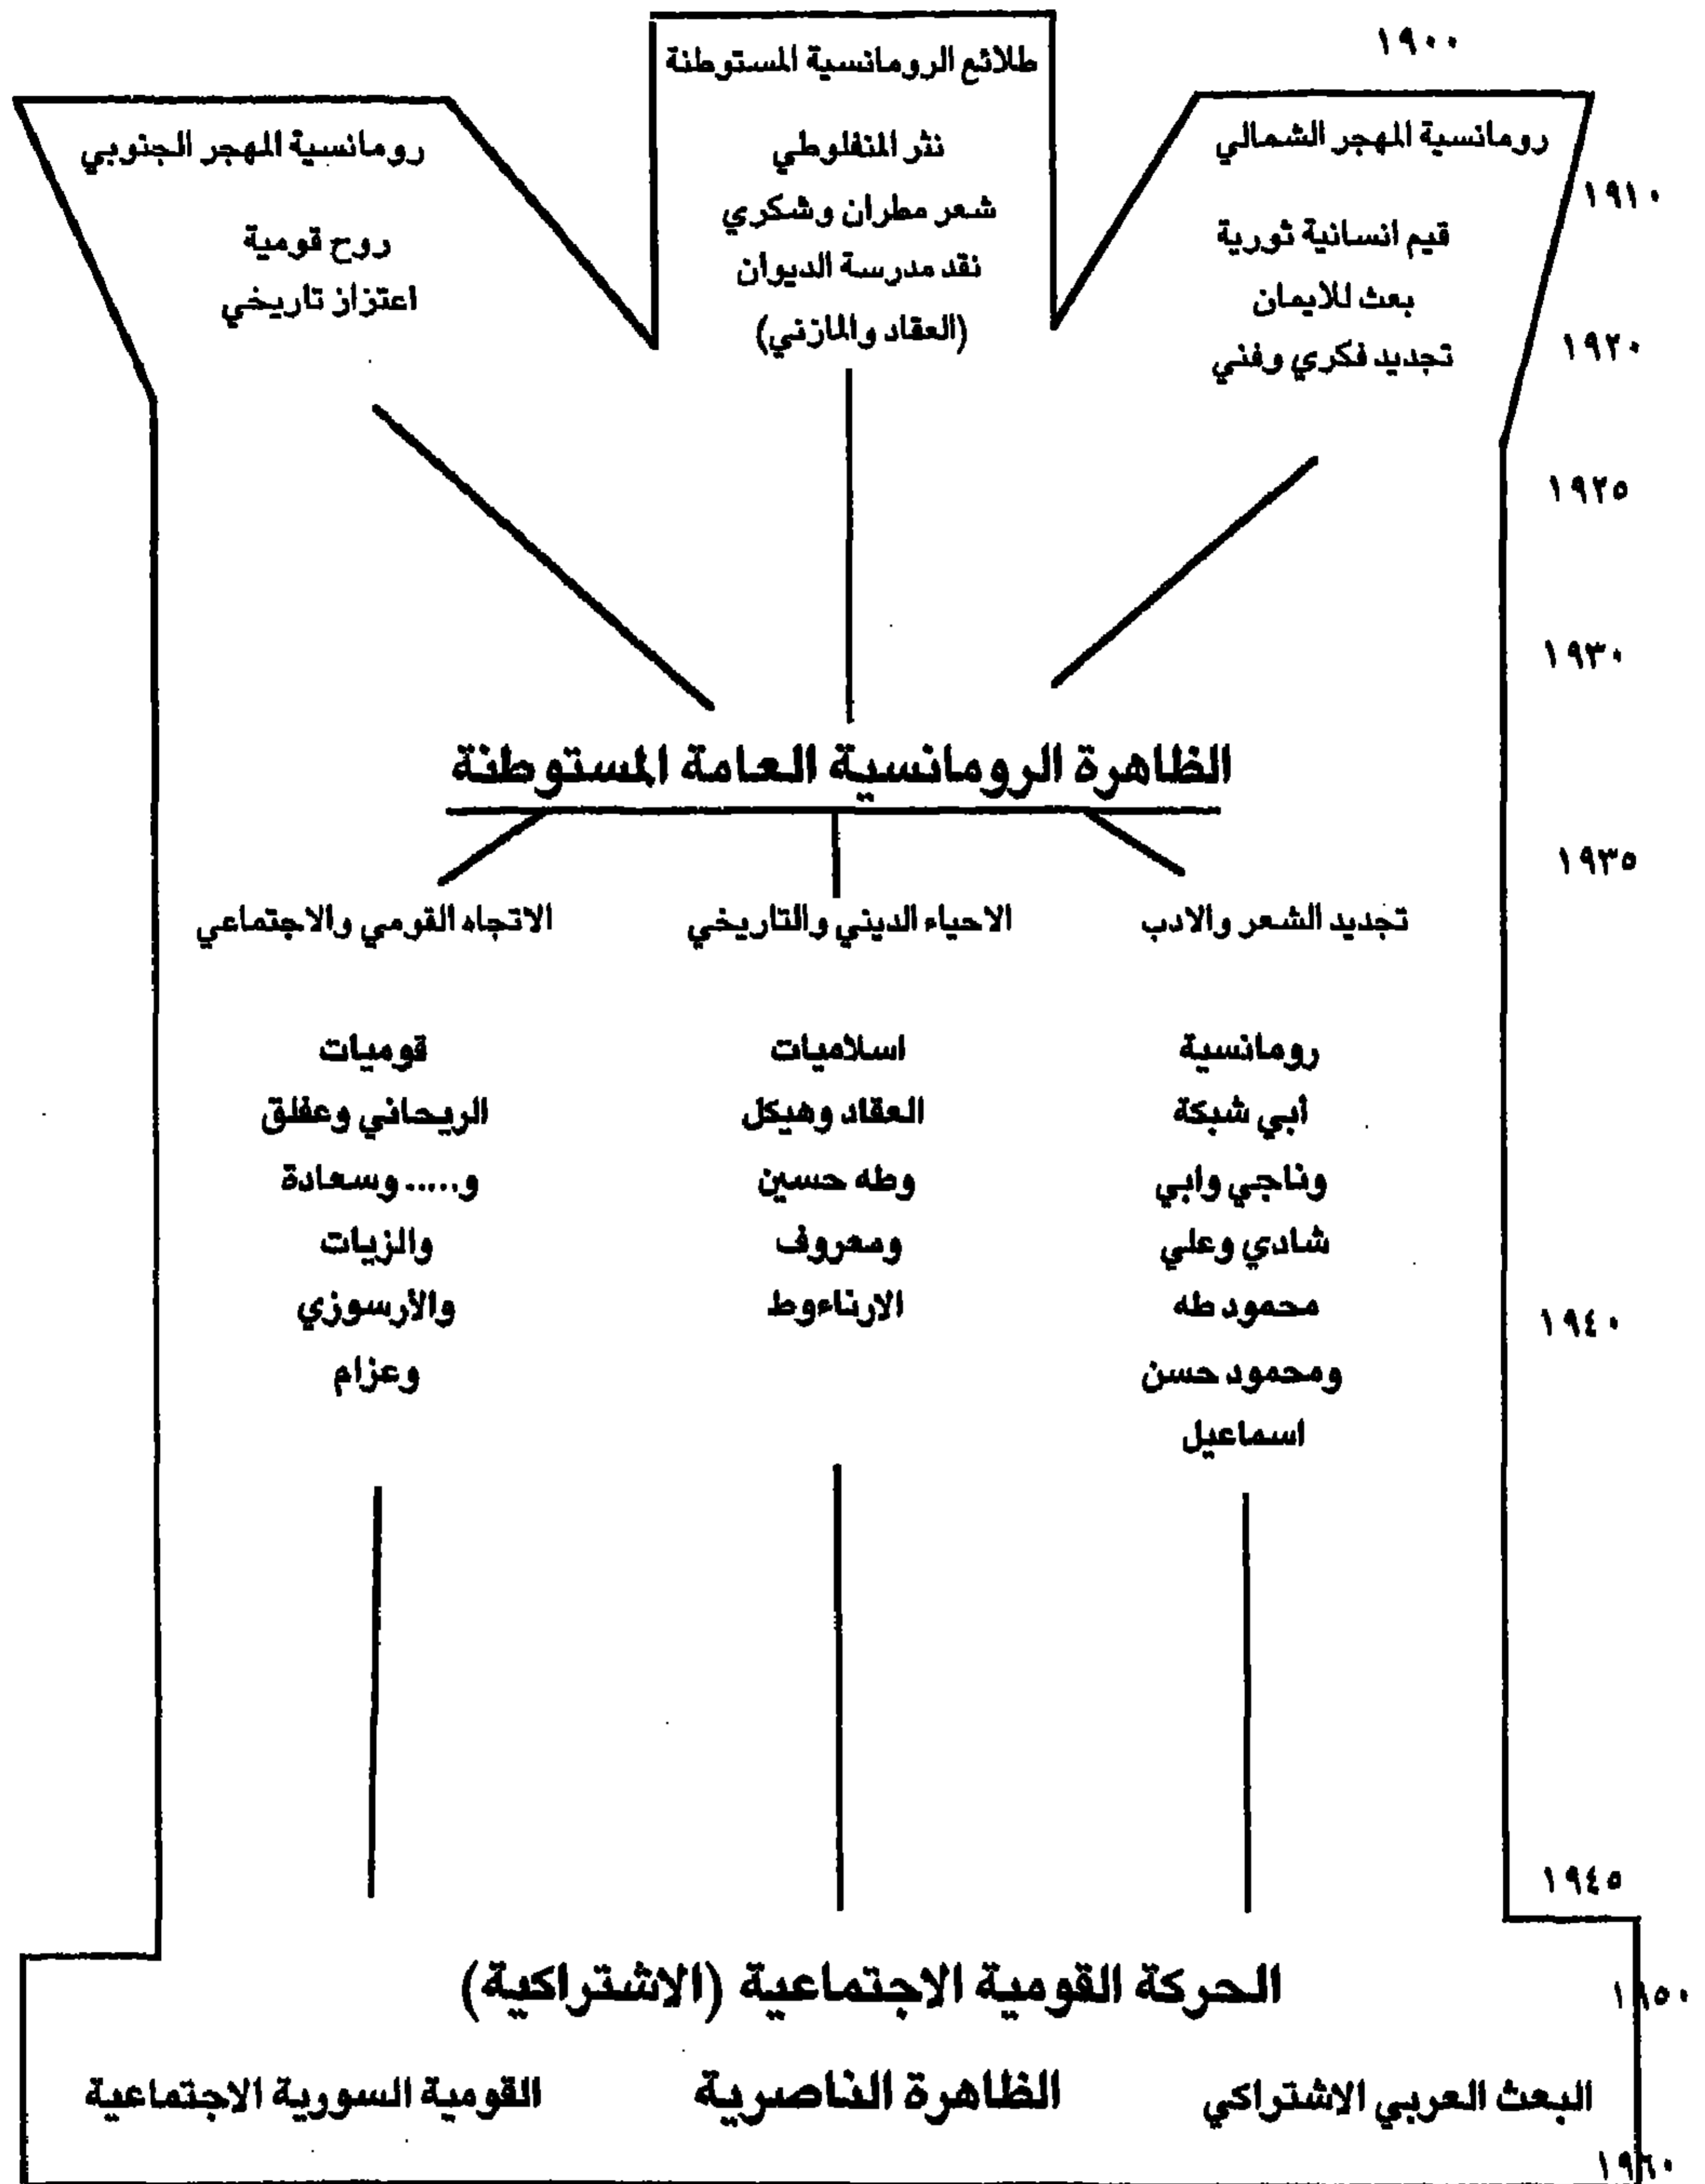 ١٩٠٠
طلائع الرومانسية المستوطنة
رومانسية المهجر الشمالي
نثر المنفلوطي
رومانسية المهجر الجنوبي
١٩١٠
قيم انسانية ثورية
شعر مطران وشكري
روح قومية
بعث للايمان
نقد مدرسة الديوان
اعتزاز تاريخي
١٩٢٠
تجديد فكري وفني
(العقاد والمازني)
١٩٢٥
١٩٣٠
الظاهرة الرومانسية العامة المستوطنة
١٩٣٥
تجديد الشعر والادب
الاحياء الديني والتاريخي
الاتجاه القومي والاجتماعي
رومانسية
أبي شبكة
وناجي وابي
شادي وعلي
محمود طه
ومحمود حسن
اسماعيل
اسلاميات
العقاد وهيكل
وطه حسين
ومعروف
الارناءوط
قوميات
الريحاني وعفلق
و.....وسعادة
والزيات
والأرسوزي
وعزام
١٩٤٠
١٩٤٥
الحركة القومية الاجتماعية (الاشتراكية)
١٩٥٠
البعث العربي الاشتراكي
الظاهرة الناصرية
القومية السورية الاجتماعية
١٩٦٠